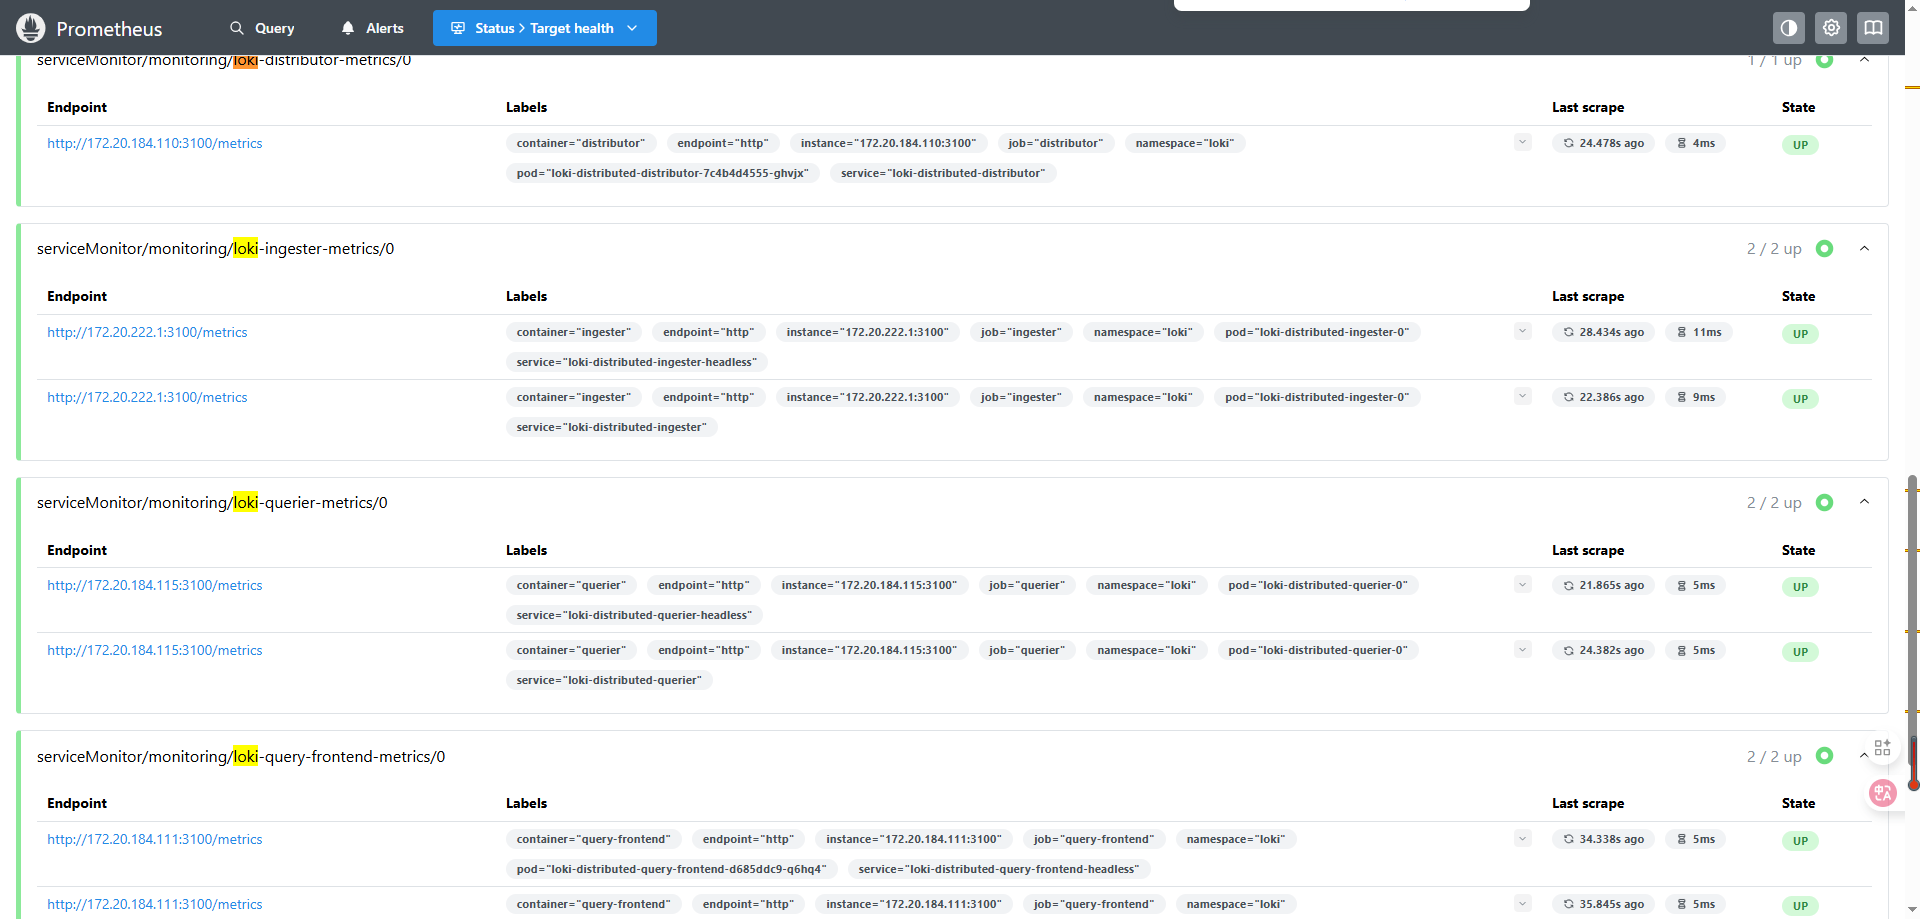 Prometheus Query Alerts Status > Target health
serviceMonitor/monitoring/loki-distributor-metrics/0 1 / 1 up
Endpoint Labels Last scrape State
http://172.20.184.110:3100/metrics container="distributor" endpoint="http" instance="172.20.184.110:3100" job="distributor" namespace="loki" 24.478s ago 4ms UP
pod="loki-distributed-distributor-7c4b4d4555-ghvjx" service="loki-distributed-distributor"
serviceMonitor/monitoring/loki-ingester-metrics/0 2 / 2 up
Endpoint Labels Last scrape State
http://172.20.222.1:3100/metrics container="ingester" endpoint="http" instance="172.20.222.1:3100" job="ingester" namespace="loki" pod="loki-distributed-ingester-0" 28.434s ago 11ms UP
service="loki-distributed-ingester-headless"
http://172.20.222.1:3100/metrics container="ingester" endpoint="http" instance="172.20.222.1:3100" job="ingester" namespace="loki" pod="loki-distributed-ingester-0" 22.386s ago 9ms UP
service="loki-distributed-ingester"
serviceMonitor/monitoring/loki-querier-metrics/0 2 / 2 up
Endpoint Labels Last scrape State
http://172.20.184.115:3100/metrics container="querier" endpoint="http" instance="172.20.184.115:3100" job="querier" namespace="loki" pod="loki-distributed-querier-0" 21.865s ago 5ms UP
service="loki-distributed-querier-headless"
http://172.20.184.115:3100/metrics container="querier" endpoint="http" instance="172.20.184.115:3100" job="querier" namespace="loki" pod="loki-distributed-querier-0" 24.382s ago 5ms UP
service="loki-distributed-querier"
serviceMonitor/monitoring/loki-query-frontend-metrics/0 2 / 2 up
Endpoint Labels Last scrape State
http://172.20.184.111:3100/metrics container="query-frontend" endpoint="http" instance="172.20.184.111:3100" job="query-frontend" namespace="loki" 34.338s ago 5ms UP
pod="loki-distributed-query-frontend-d685ddc9-q6hq4" service="loki-distributed-query-frontend-headless"
http://172.20.184.111:3100/metrics container="query-frontend" endpoint="http" instance="172.20.184.111:3100" job="query-frontend" namespace="loki" 35.845s ago 5ms UP